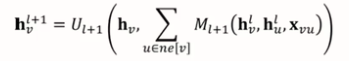 h_v^{l+1} = U_{l+1}(h_v, ∑_{u∈ne[v]} M_{l+1}(h_v^l, h_u^l, x_{vu}))